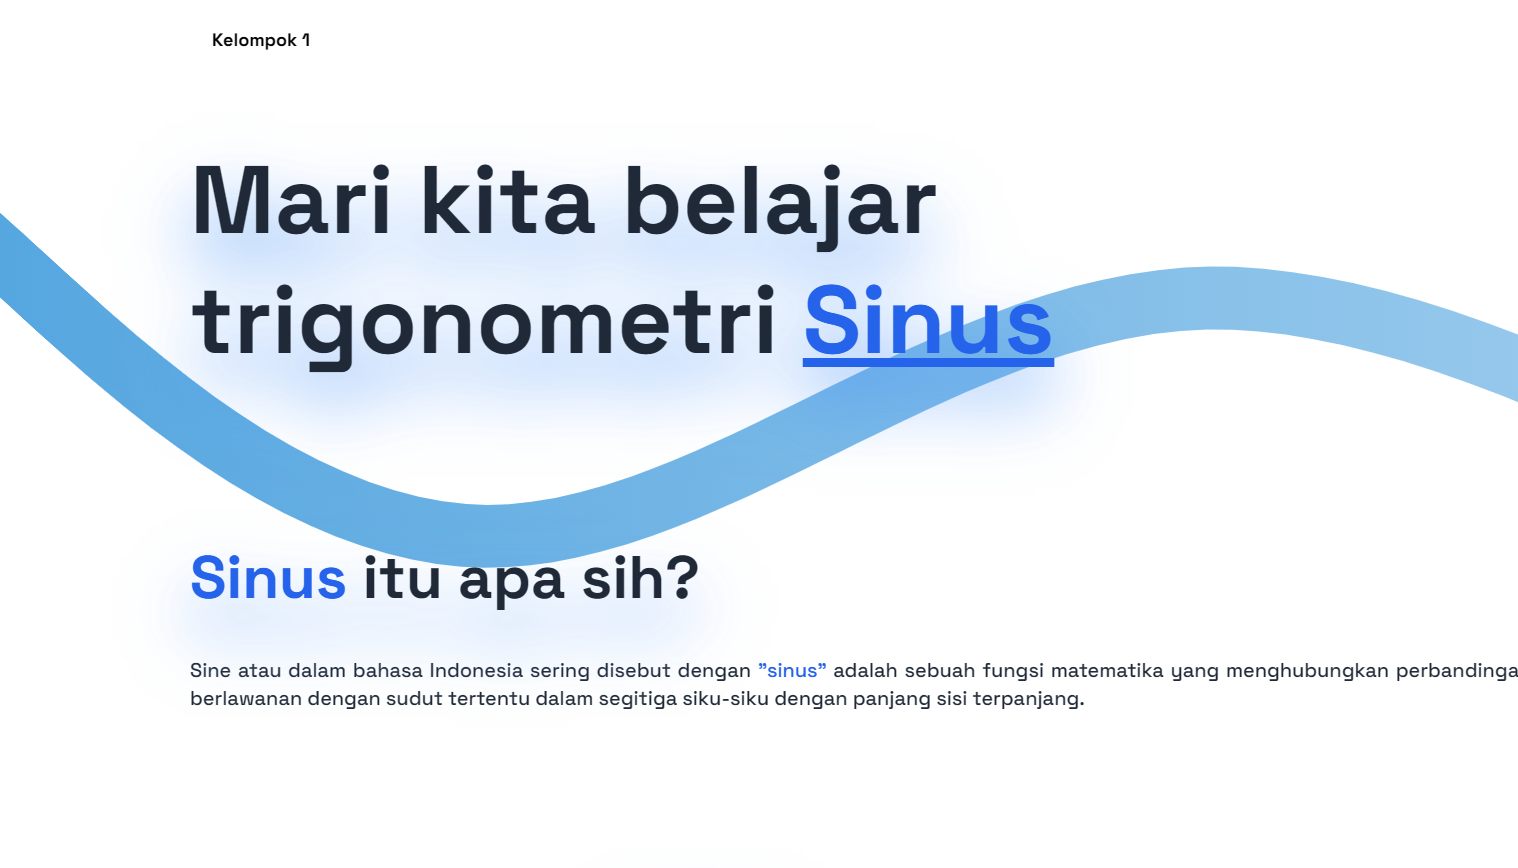 Kelompok 1
Mari kita belajar
trigonometri Sinus
Sinus itu apa sih?
Sine atau dalam bahasa Indonesia sering disebut dengan ”sinus” adalah sebuah fungsi matematika yang menghubungkan
berlawanan dengan sudut tertentu dalam segitiga siku-siku dengan panjang sisi terpanjang.